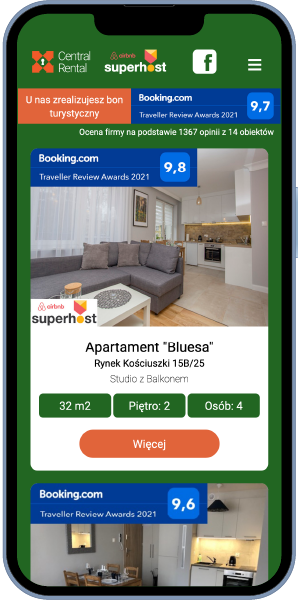 Central
Rental
airbnb
superhost
f
U nas zrealizujesz bon
turystyczny
Booking.com
Traveller Review Awards 2021
9,7
Ocena firmy na podstawie 1367 opinii z 14 obiektów
Booking.com
Traveller Review Awards 2021
9,8
airbnb
superhost
Apartament "Bluesa"
Rynek Kościuszki 15B/25
Studio z Balkonem
32 m2
Piętro: 2
Osób: 4
Więcej
Booking.com
Traveller Review Awards 2021
9,6